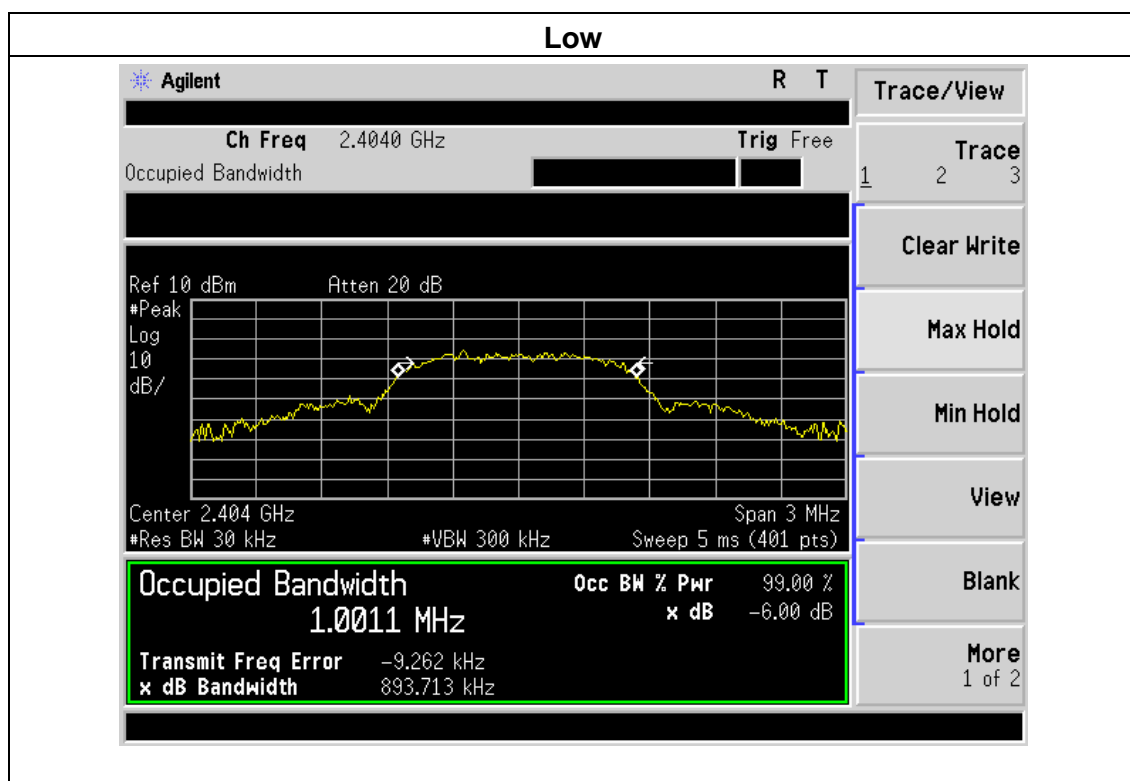 Low
Agilent R T
Trace/View
Ch Freq 2.4040 GHz Trig Free
Occupied Bandwidth
Trace
1 2 3
Clear Write
Ref 10 dBm Atten 20 dB
#Peak
Log
10
dB/
Max Hold
Min Hold
View
Center 2.404 GHz Span 3 MHz
#Res BW 30 kHz #VBW 300 kHz Sweep 5 ms (401 pts)
Occupied Bandwidth Occ BW % Pwr 99.00 %
1.0011 MHz x dB -6.00 dB
Blank
Transmit Freq Error -9.262 kHz
x dB Bandwidth 893.713 kHz
More
1 of 2